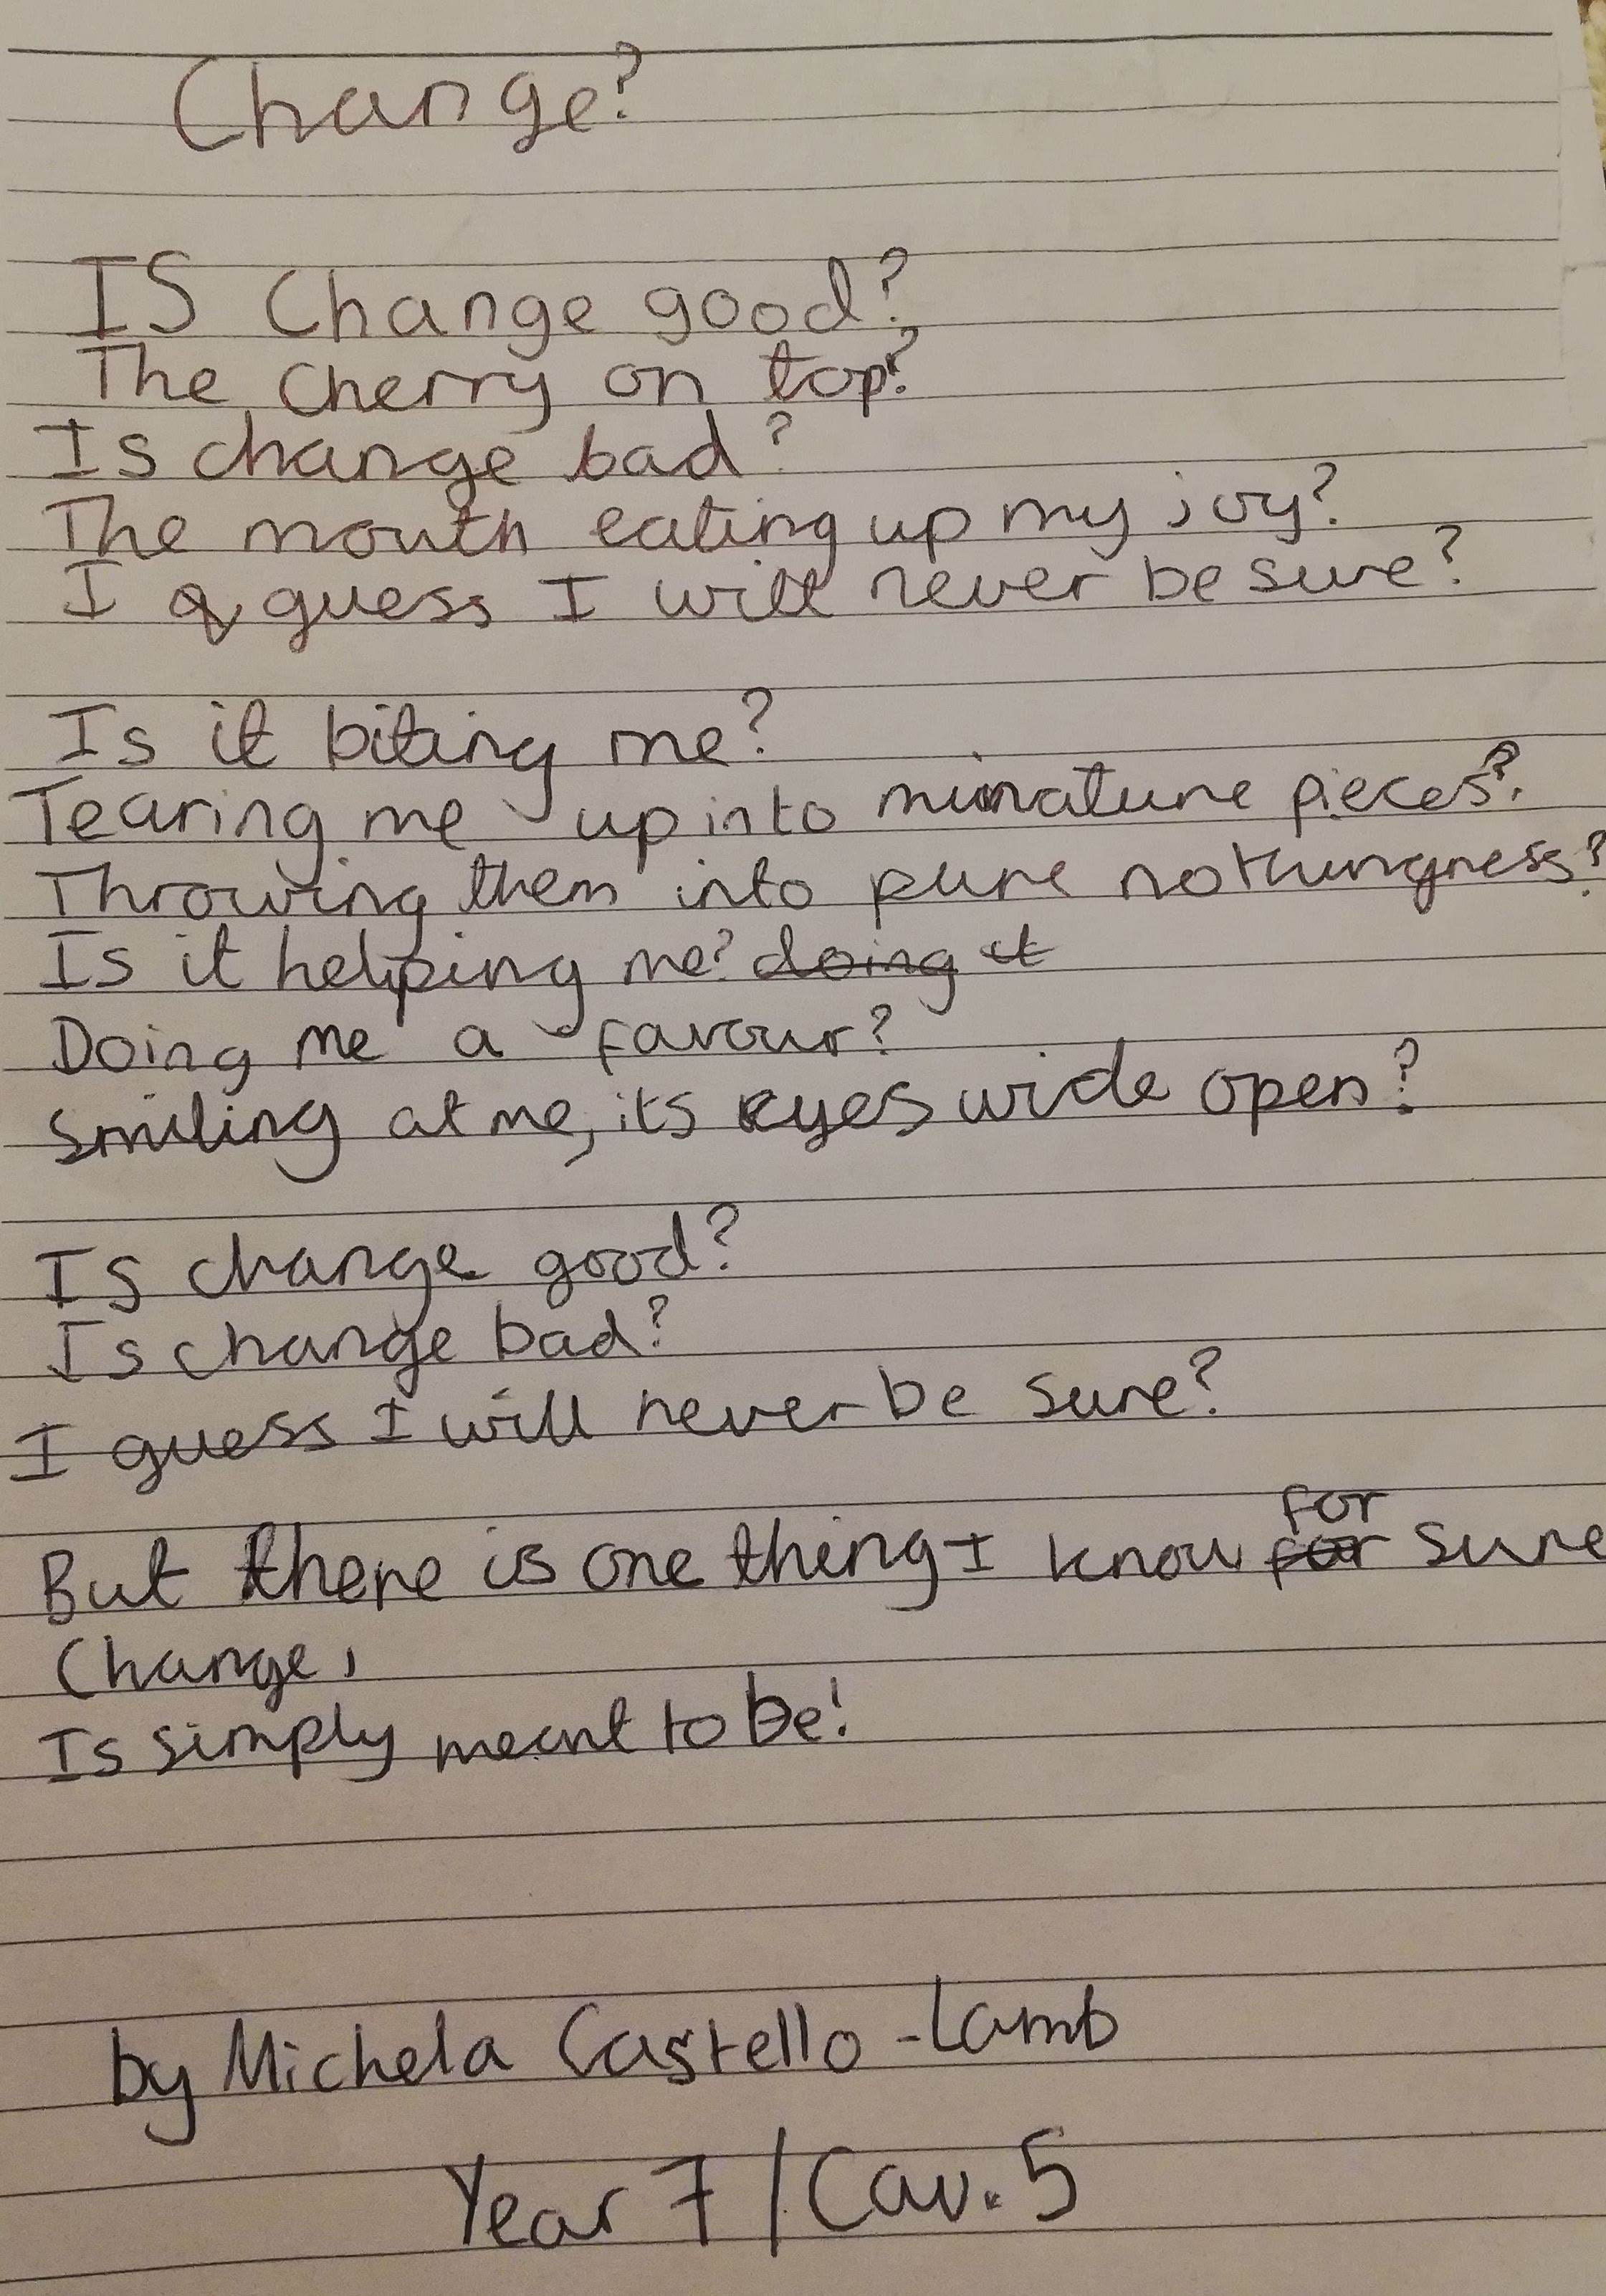 Change?
IS Change good?
The Cherry on top?
Is change bad?
The mouth eating up my joy?
I guess I will never be sure?
Is it biting me?
Tearing me up into minature pieces?
Throwing them into pure nothingness?
Is it helping me? doing it
Doing me a favour?
Smiling at me, its eyes wide open?
Is change good?
Is change bad?
I guess I will never be sure?
But there is one thing I know for for sure
Change,
Is simply meant to be!
by Michela Castello-Lamb
Year 7 / Cav. 5